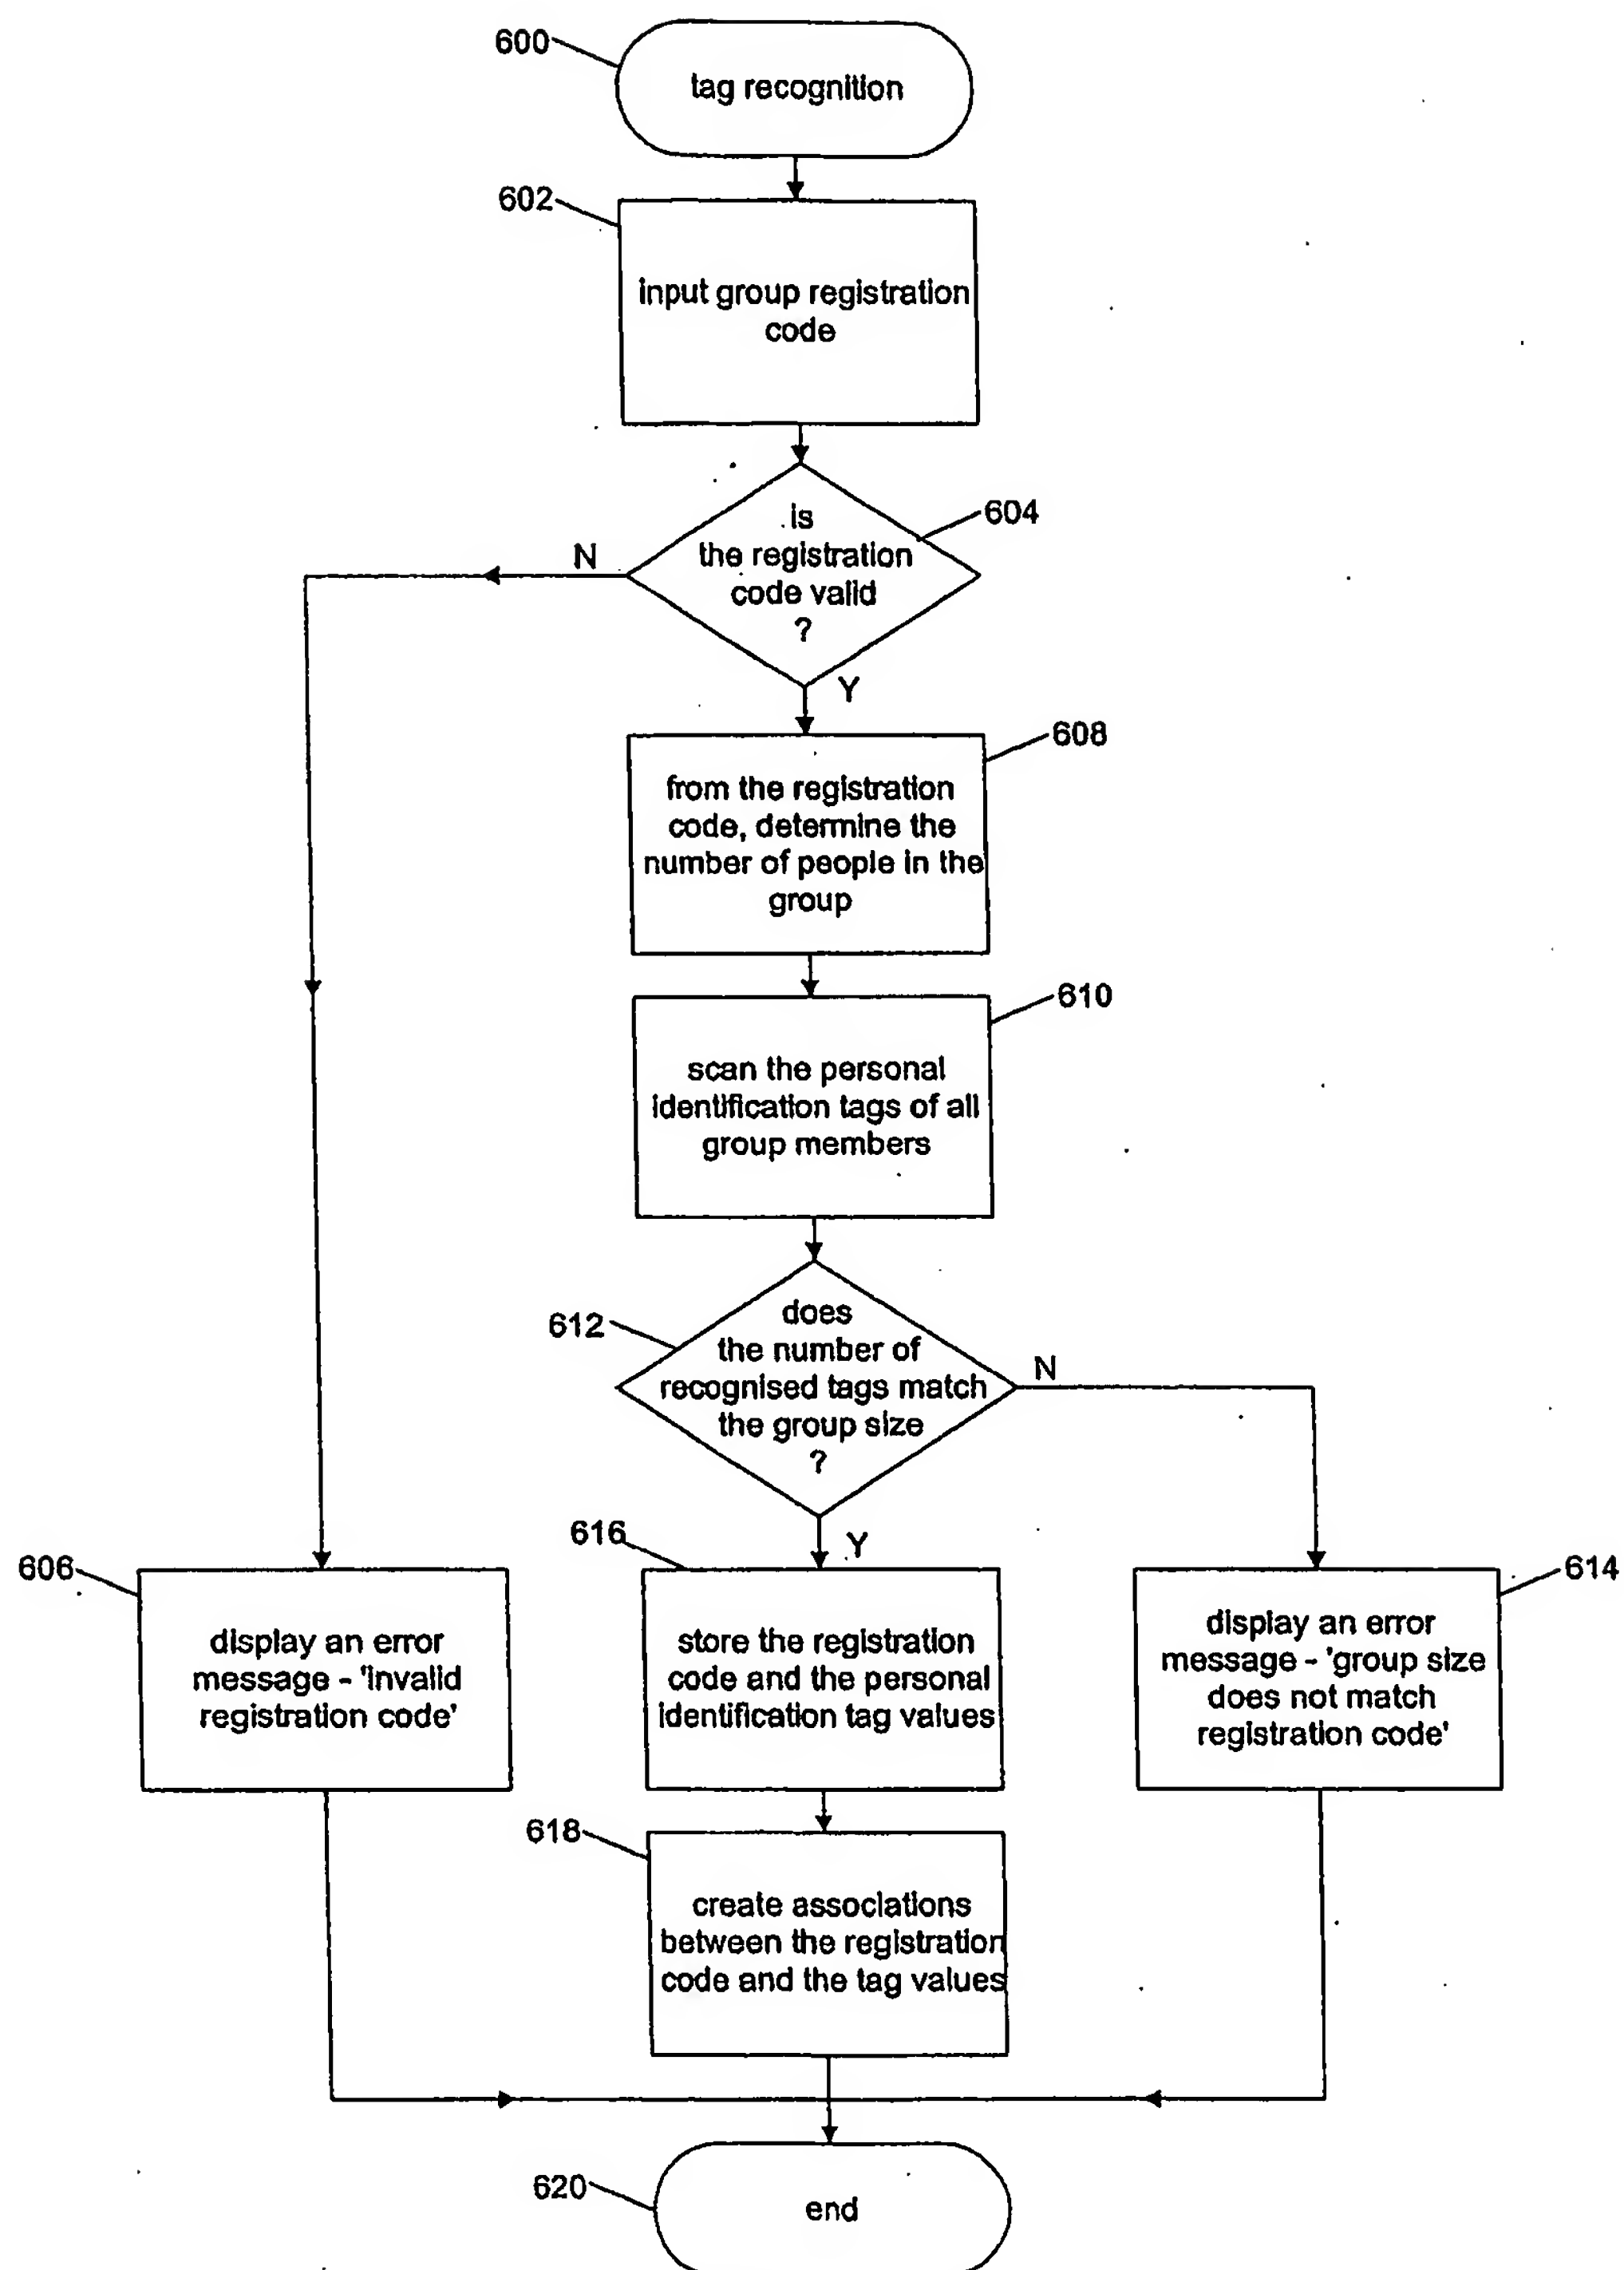 600
tag recognition
602
input group registration
code
604
is
the registration
code valid
?
N
Y
608
from the registration
code, determine the
number of people in the
group
610
scan the personal
identification tags of all
group members
612
does
the number of
recognised tags match
the group size
?
N
Y
606
display an error
message - 'invalid
registration code'
616
store the registration
code and the personal
identification tag values
614
display an error
message - 'group size
does not match
registration code'
618
create associations
between the registration
code and the tag values
620
end